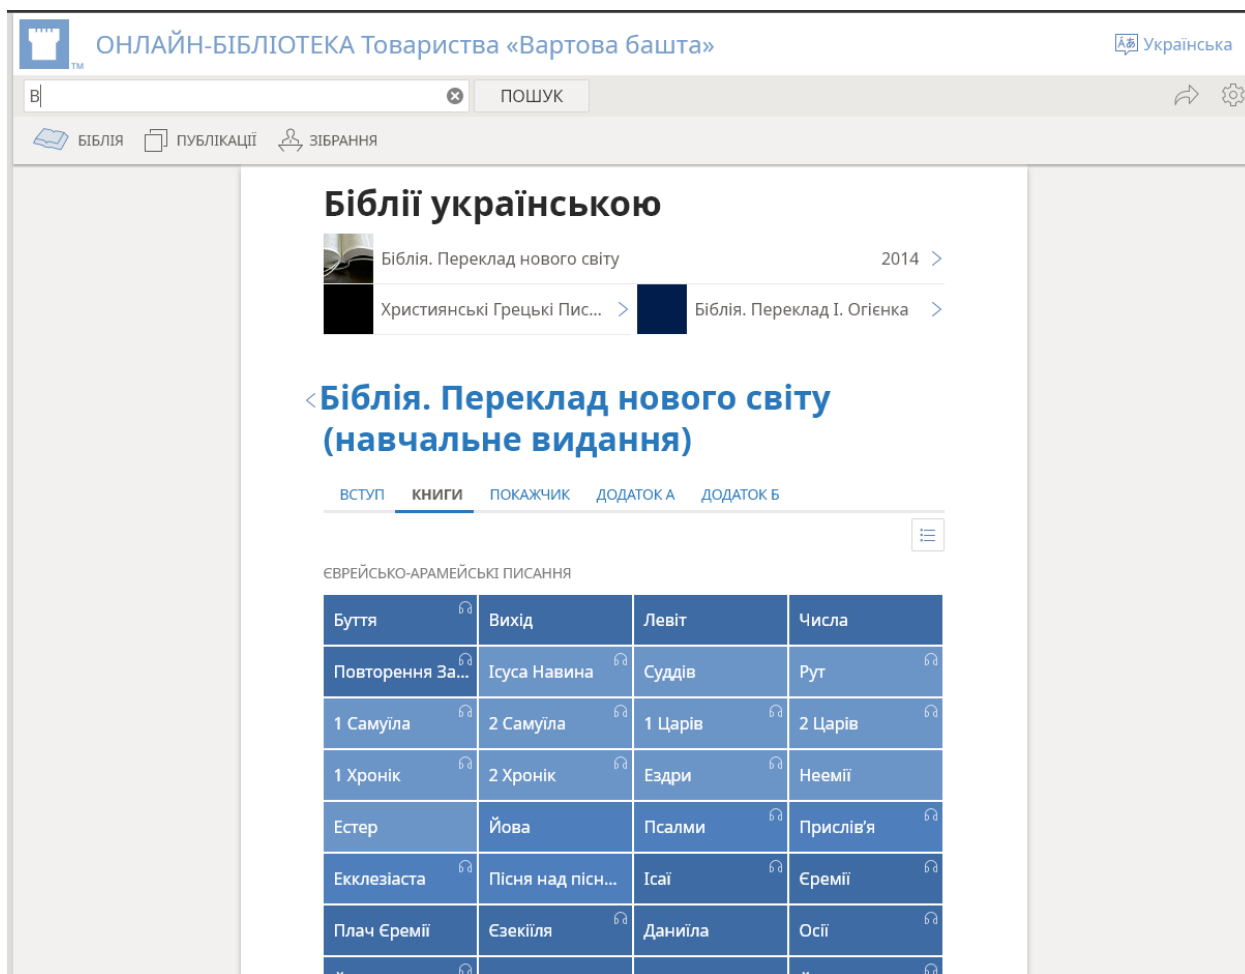 ОНЛАЙН-БІБЛІОТЕКА Товариства «Вартова башта»
Українська
TM
В
ПОШУК
БІБЛІЯ ПУБЛІКАЦІЇ ЗІБРАННЯ
Біблії українською
Біблія. Переклад нового світу 2014
Християнські Грецькі Пис... Біблія. Переклад І. Огієнка
Біблія. Переклад нового світу
(навчальне видання)
ВСТУП КНИГИ ПОКАЖЧИК ДОДАТОК А ДОДАТОК Б
ЄВРЕЙСЬКО-АРАМЕЙСЬКІ ПИСАННЯ
Буття Вихід Левіт Числа
Повторення За... Ісуса Навина Суддів Рут
1 Самуїла 2 Самуїла 1 Царів 2 Царів
1 Хронік 2 Хронік Ездри Неемії
Естер Йова Псалми Прислів’я
Екклезіаста Пісня над пісн... Ісаї Єремії
Плач Єремії Єзекіїля Даниїла Осії